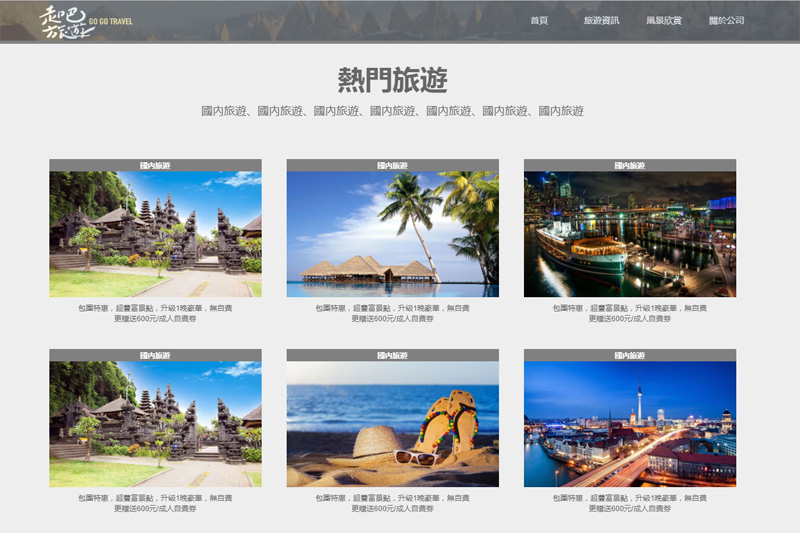 走吧
旅遊 GO GO TRAVEL
首頁 旅遊資訊 風景欣賞 關於公司
熱門旅遊
國內旅遊、國內旅遊、國內旅遊、國內旅遊、國內旅遊、國內旅遊、國內旅遊
國內旅遊 國內旅遊 國內旅遊
包團特惠，超豐富景點，升級1晚豪華，無自費 包團特惠，超豐富景點，升級1晚豪華，無自費 包團特惠，超豐富景點，升級1晚豪華，無自費
更贈送600元/成人自費券 更贈送600元/成人自費券 更贈送600元/成人自費券
國內旅遊 國內旅遊 國內旅遊
包團特惠，超豐富景點，升級1晚豪華，無自費 包團特惠，超豐富景點，升級1晚豪華，無自費 包團特惠，超豐富景點，升級1晚豪華，無自費
更贈送600元/成人自費券 更贈送600元/成人自費券 更贈送600元/成人自費券